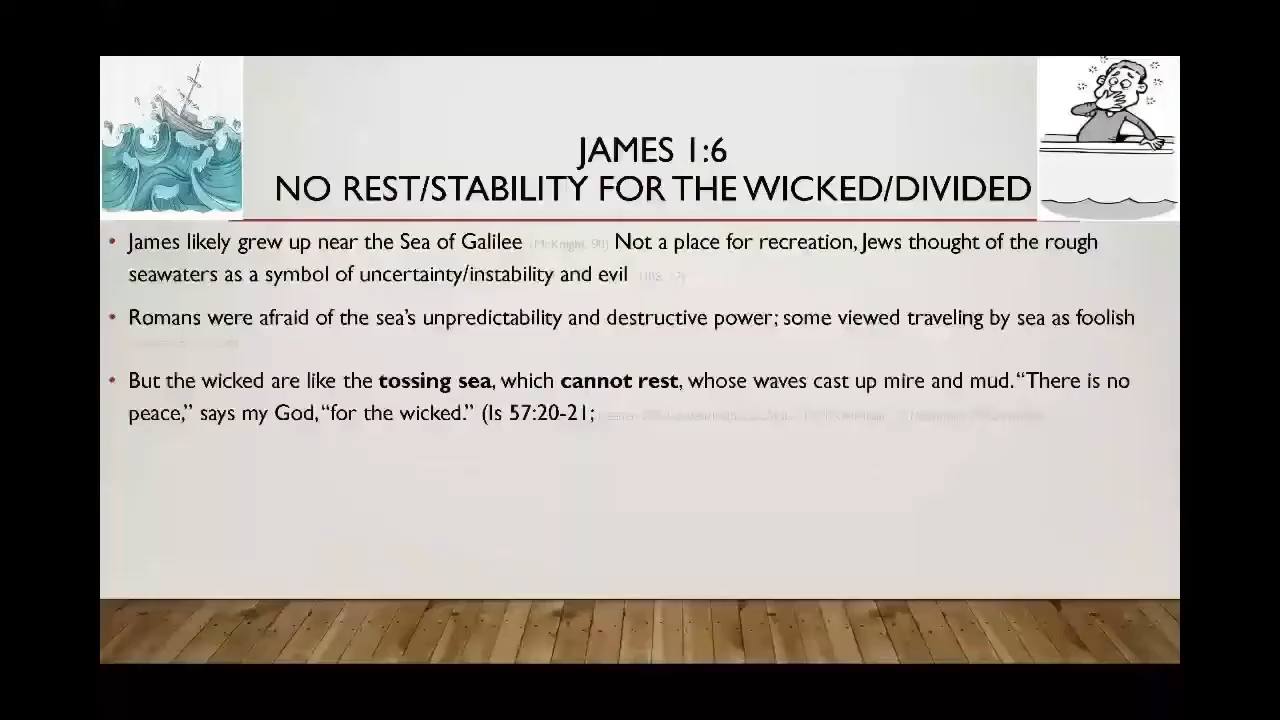 JAMES 1:6
NO REST/STABILITY FOR THE WICKED/DIVIDED
• James likely grew up near the Sea of Galilee (McKnight, 90) Not a place for recreation, Jews thought of the rough
seawaters as a symbol of uncertainty/instability and evil
• Romans were afraid of the sea’s unpredictability and destructive power; some viewed traveling by sea as foolish
• But the wicked are like the tossing sea, which cannot rest, whose waves cast up mire and mud. “There is no
peace,” says my God, “for the wicked.” (Is 57:20-21;